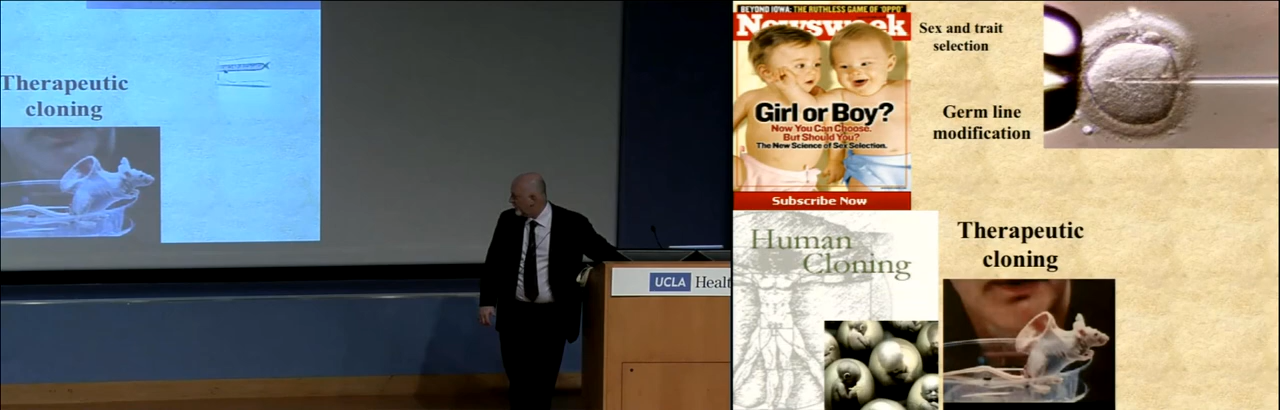 Therapeutic
cloning
UCLA Healt
BEYOND IOWA: THE RUTHLESS GAME OF 'OPPO'
Newsweek
Girl or Boy?
Now You Can Choose.
But Should You?
The New Science of Sex Selection.
Subscribe Now
Sex and trait
selection
Germ line
modification
Human
Cloning
Therapeutic
cloning